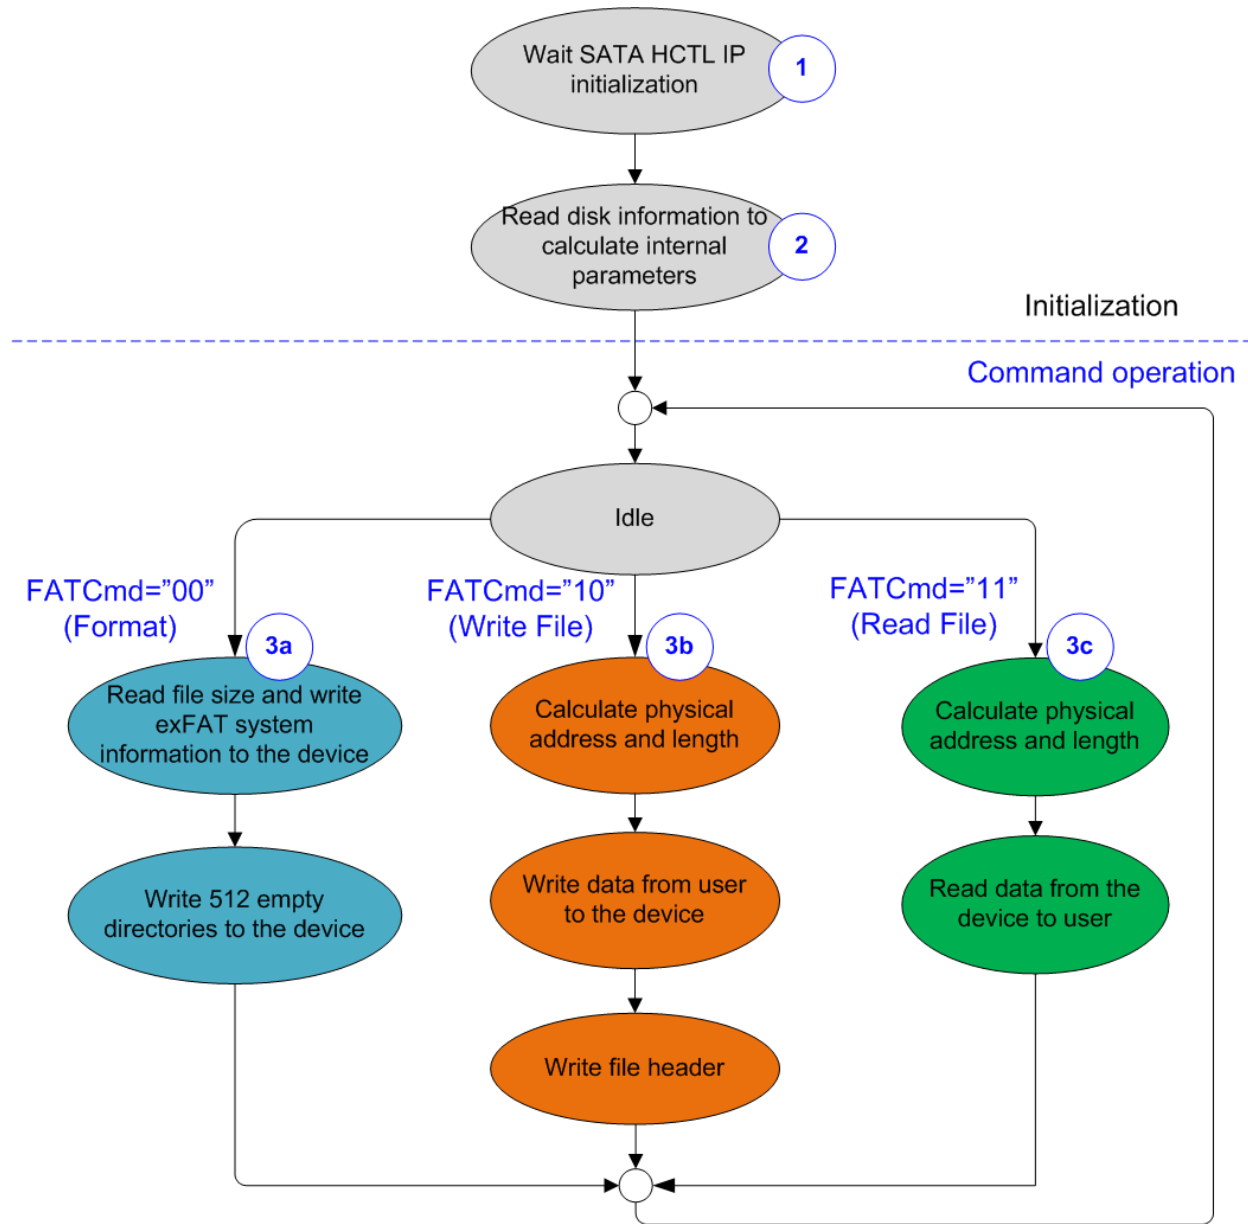 Wait SATA HCTL IP
initialization
1
Read disk information to
calculate internal
parameters
2
Initialization
Command operation
Idle
FATCmd=”00”
(Format)
3a
FATCmd=”10”
(Write File)
3b
FATCmd=”11”
(Read File)
3c
Read file size and write
exFAT system
information to the device
Calculate physical
address and length
Calculate physical
address and length
Write 512 empty
directories to the device
Write data from user
to the device
Read data from the
device to user
Write file header